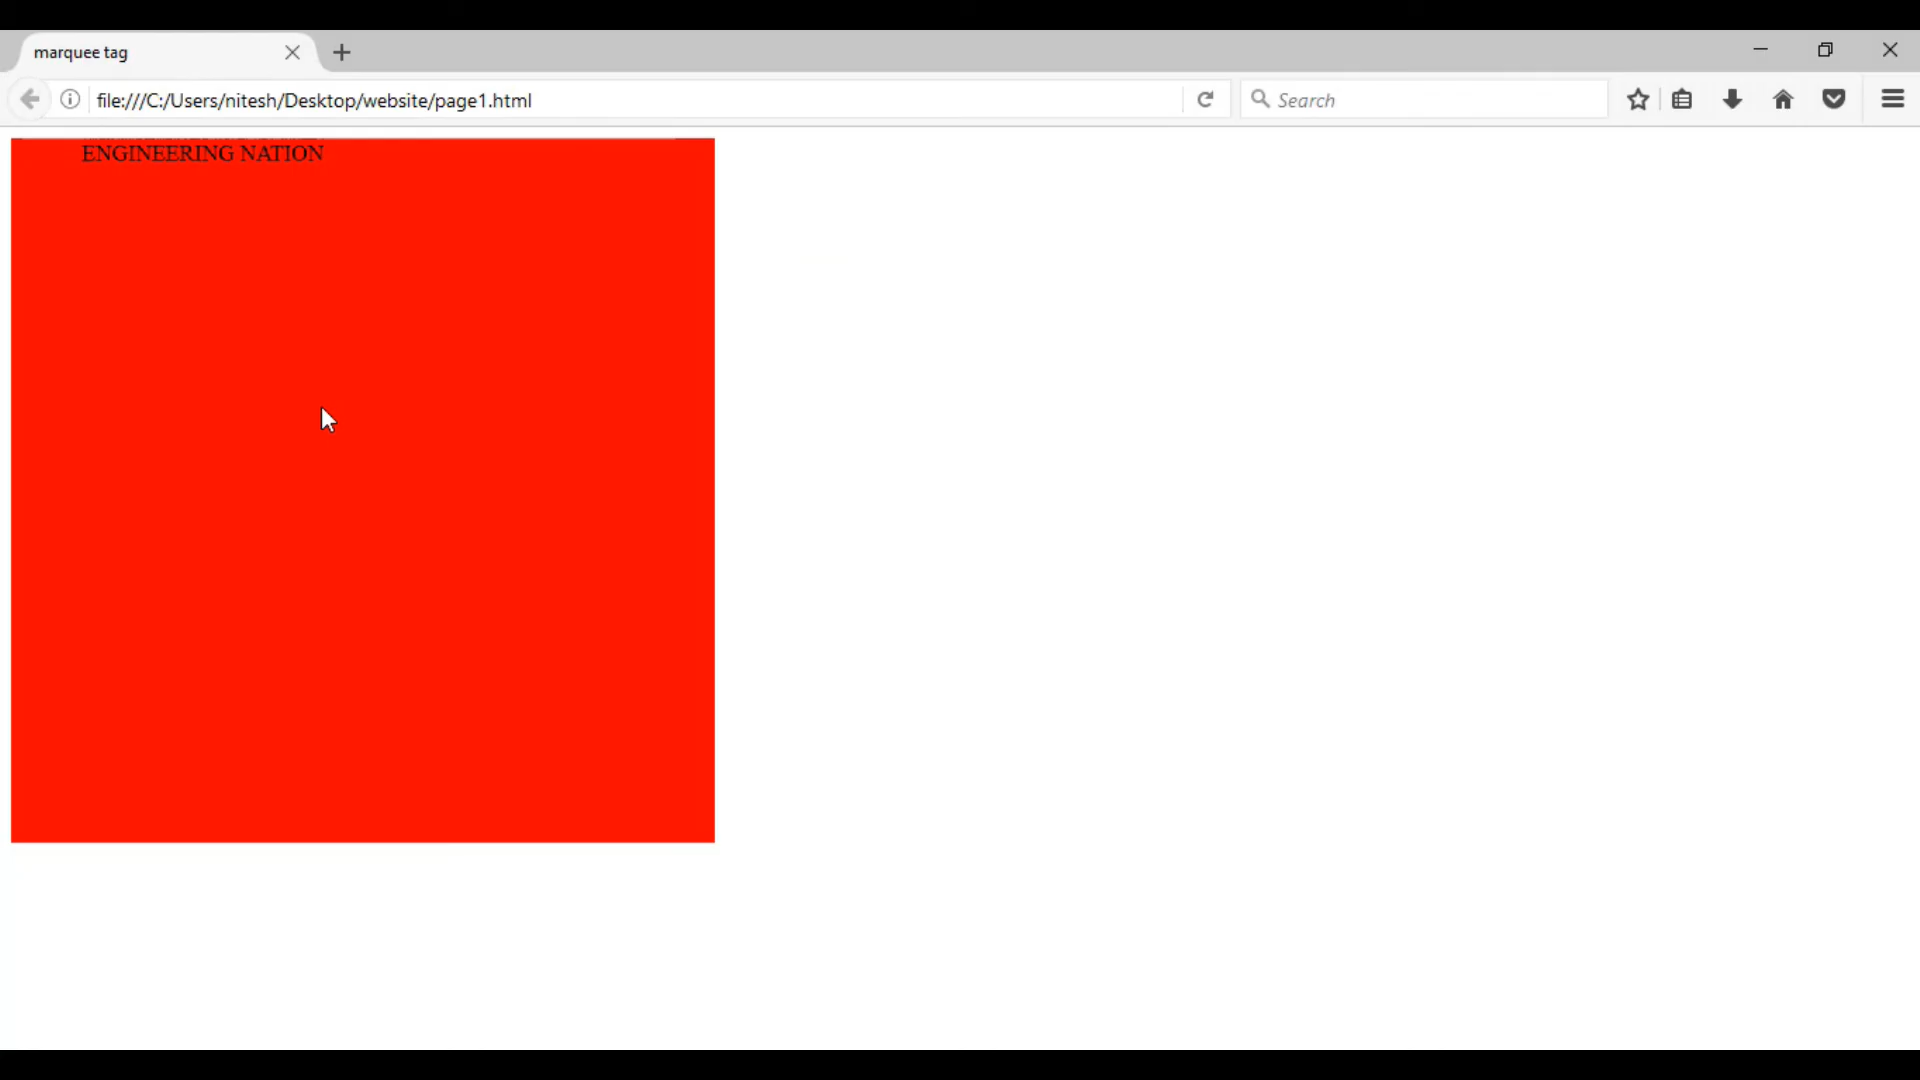 marquee tag
file:///C:/Users/nitesh/Desktop/website/page1.html
Search
ENGINEERING NATION